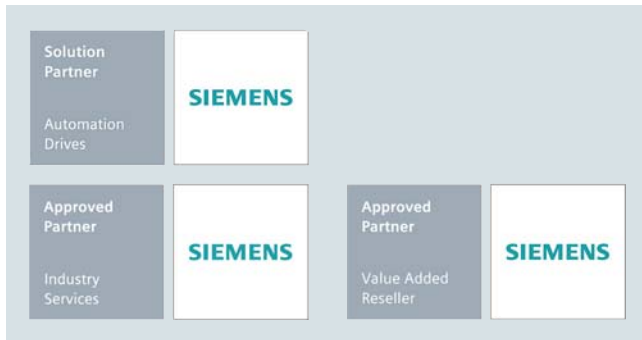 Solution
Partner
Automation
Drives
SIEMENS
Approved
Partner
Industry
Services
SIEMENS
Approved
Partner
Value Added
Reseller
SIEMENS